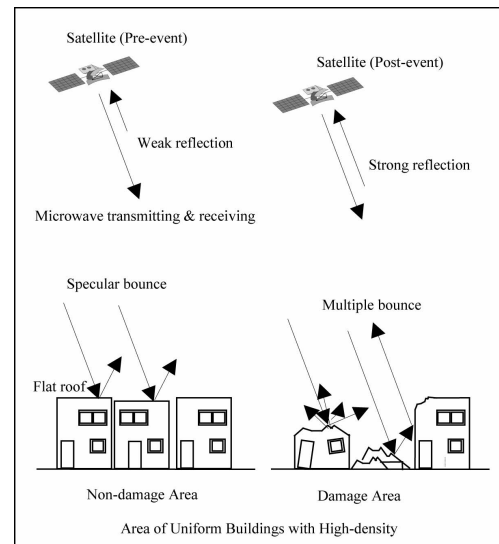 Satellite (Pre-event)
Satellite (Post-event)
Weak reflection
Strong reflection
Microwave transmitting & receiving
Specular bounce
Multiple bounce
Flat roof
Non-damage Area
Damage Area
Area of Uniform Buildings with High-density